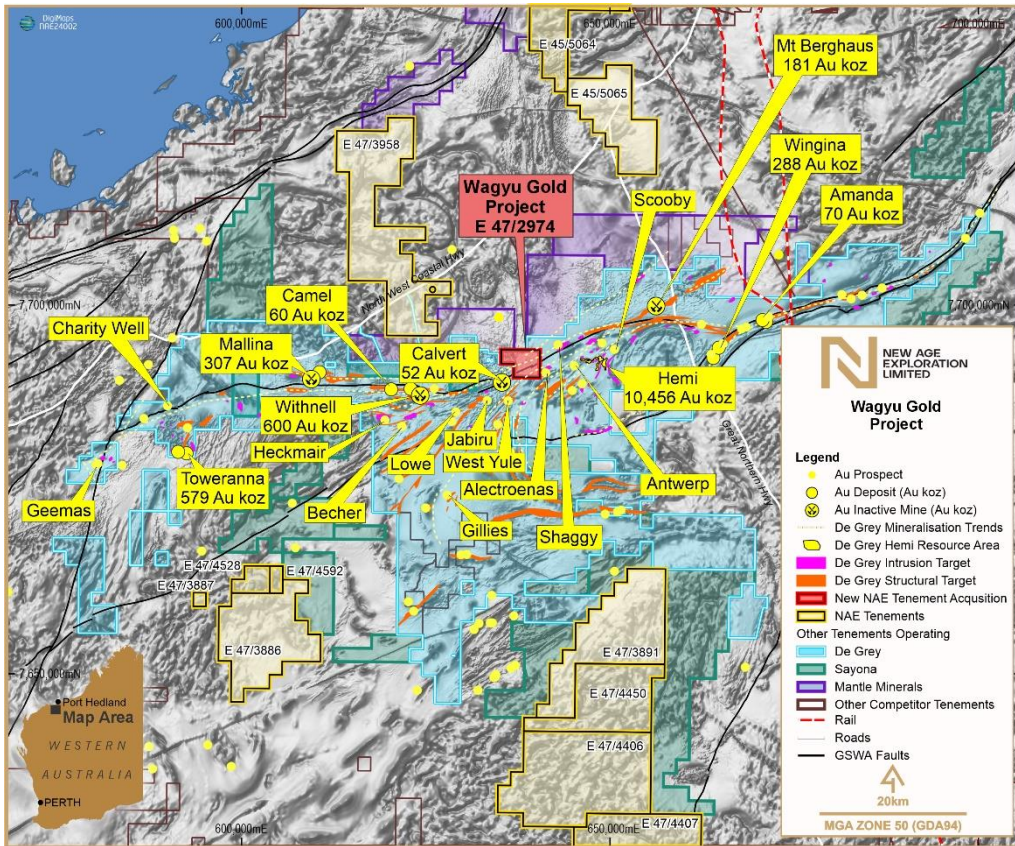 DigiMaps
NAE24002
600,000mE
650,000mE
700,000mE
E 45/5064
E 45/5065
E 47/3958
Mt Berghaus
181 Au koz
Wingina
288 Au koz
Amanda
70 Au koz
Wagyu Gold
Project
E 47/2974
Scooby
North West Coastal Hwy
7,700,000mN
7,700,000mN
Charity Well
Camel
60 Au koz
Mallina
307 Au koz
Calvert
52 Au koz
Hemi
10,456 Au koz
Withnell
600 Au koz
Heckmair
Jabiru
Lowe
West Yule
Great Northern Hwy
Toweranna
579 Au koz
Geemas
Becher
Alectroenas
Antwerp
Gillies
Shaggy
E 47/4528
E 47/3887
E 47/4592
E 47/3886
E 47/3891
7,650,000mN
E 47/4450
E 47/4406
E 47/4407
600,000mE
650,000mE
Port Hedland
Map Area
WESTERN
AUSTRALIA
PERTH
NEW AGE
EXPLORATION
LIMITED
Wagyu Gold
Project
Legend
Au Prospect
Au Deposit (Au koz)
Au Inactive Mine (Au koz)
De Grey Mineralisation Trends
De Grey Hemi Resource Area
De Grey Intrusion Target
De Grey Structural Target
New NAE Tenement Acqusition
NAE Tenements
Other Tenements Operating
De Grey
Sayona
Mantle Minerals
Other Competitor Tenements
Rail
Roads
GSWA Faults
20km
MGA ZONE 50 (GDA94)